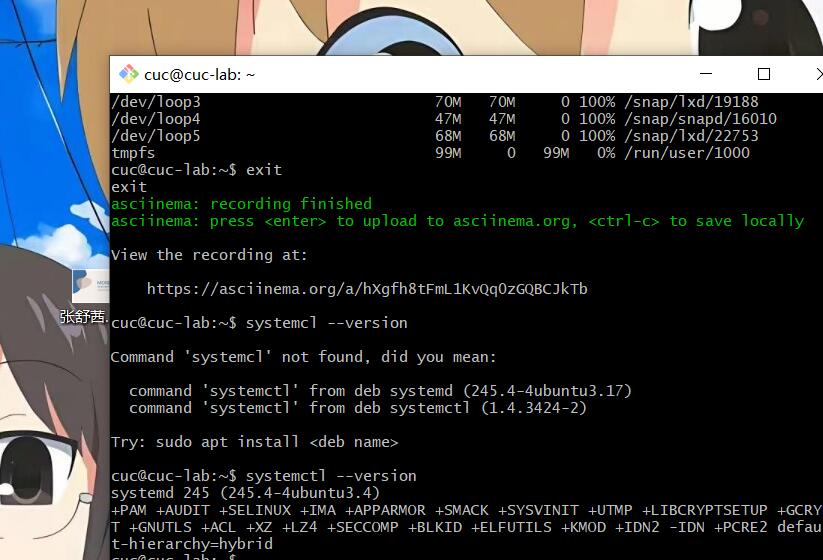 cuc@cuc-lab: ~
/dev/loop3 70M 70M 0 100% /snap/lxd/19188
/dev/loop4 47M 47M 0 100% /snap/snapd/16010
/dev/loop5 68M 68M 0 100% /snap/lxd/22753
tmpfs 99M 0 99M 0% /run/user/1000
cuc@cuc-lab:~$ exit
exit
asciinema: recording finished
asciinema: press <enter> to upload to asciinema.org, <ctrl-c> to save locally
View the recording at:
https://asciinema.org/a/hXgfh8tFmL1KvQq0zGQBCJkTb
cuc@cuc-lab:~$ systemcl --version
Command 'systemcl' not found, did you mean:
command 'systemctl' from deb systemd (245.4-4ubuntu3.17)
command 'systemctl' from deb systemctl (1.4.3424-2)
Try: sudo apt install <deb name>
cuc@cuc-lab:~$ systemctl --version
systemd 245 (245.4-4ubuntu3.4)
+PAM +AUDIT +SELINUX +IMA +APPARMOR +SMACK +SYSVINIT +UTMP +LIBCRYPTSETUP +GCRY
T +GNUTLS +ACL +XZ +LZ4 +SECCOMP +BLKID +ELFUTILS +KMOD +IDN2 -IDN +PCRE2 defau
t-hierarchy=hybrid
cuc@cuc-lab:~$
张舒茜.